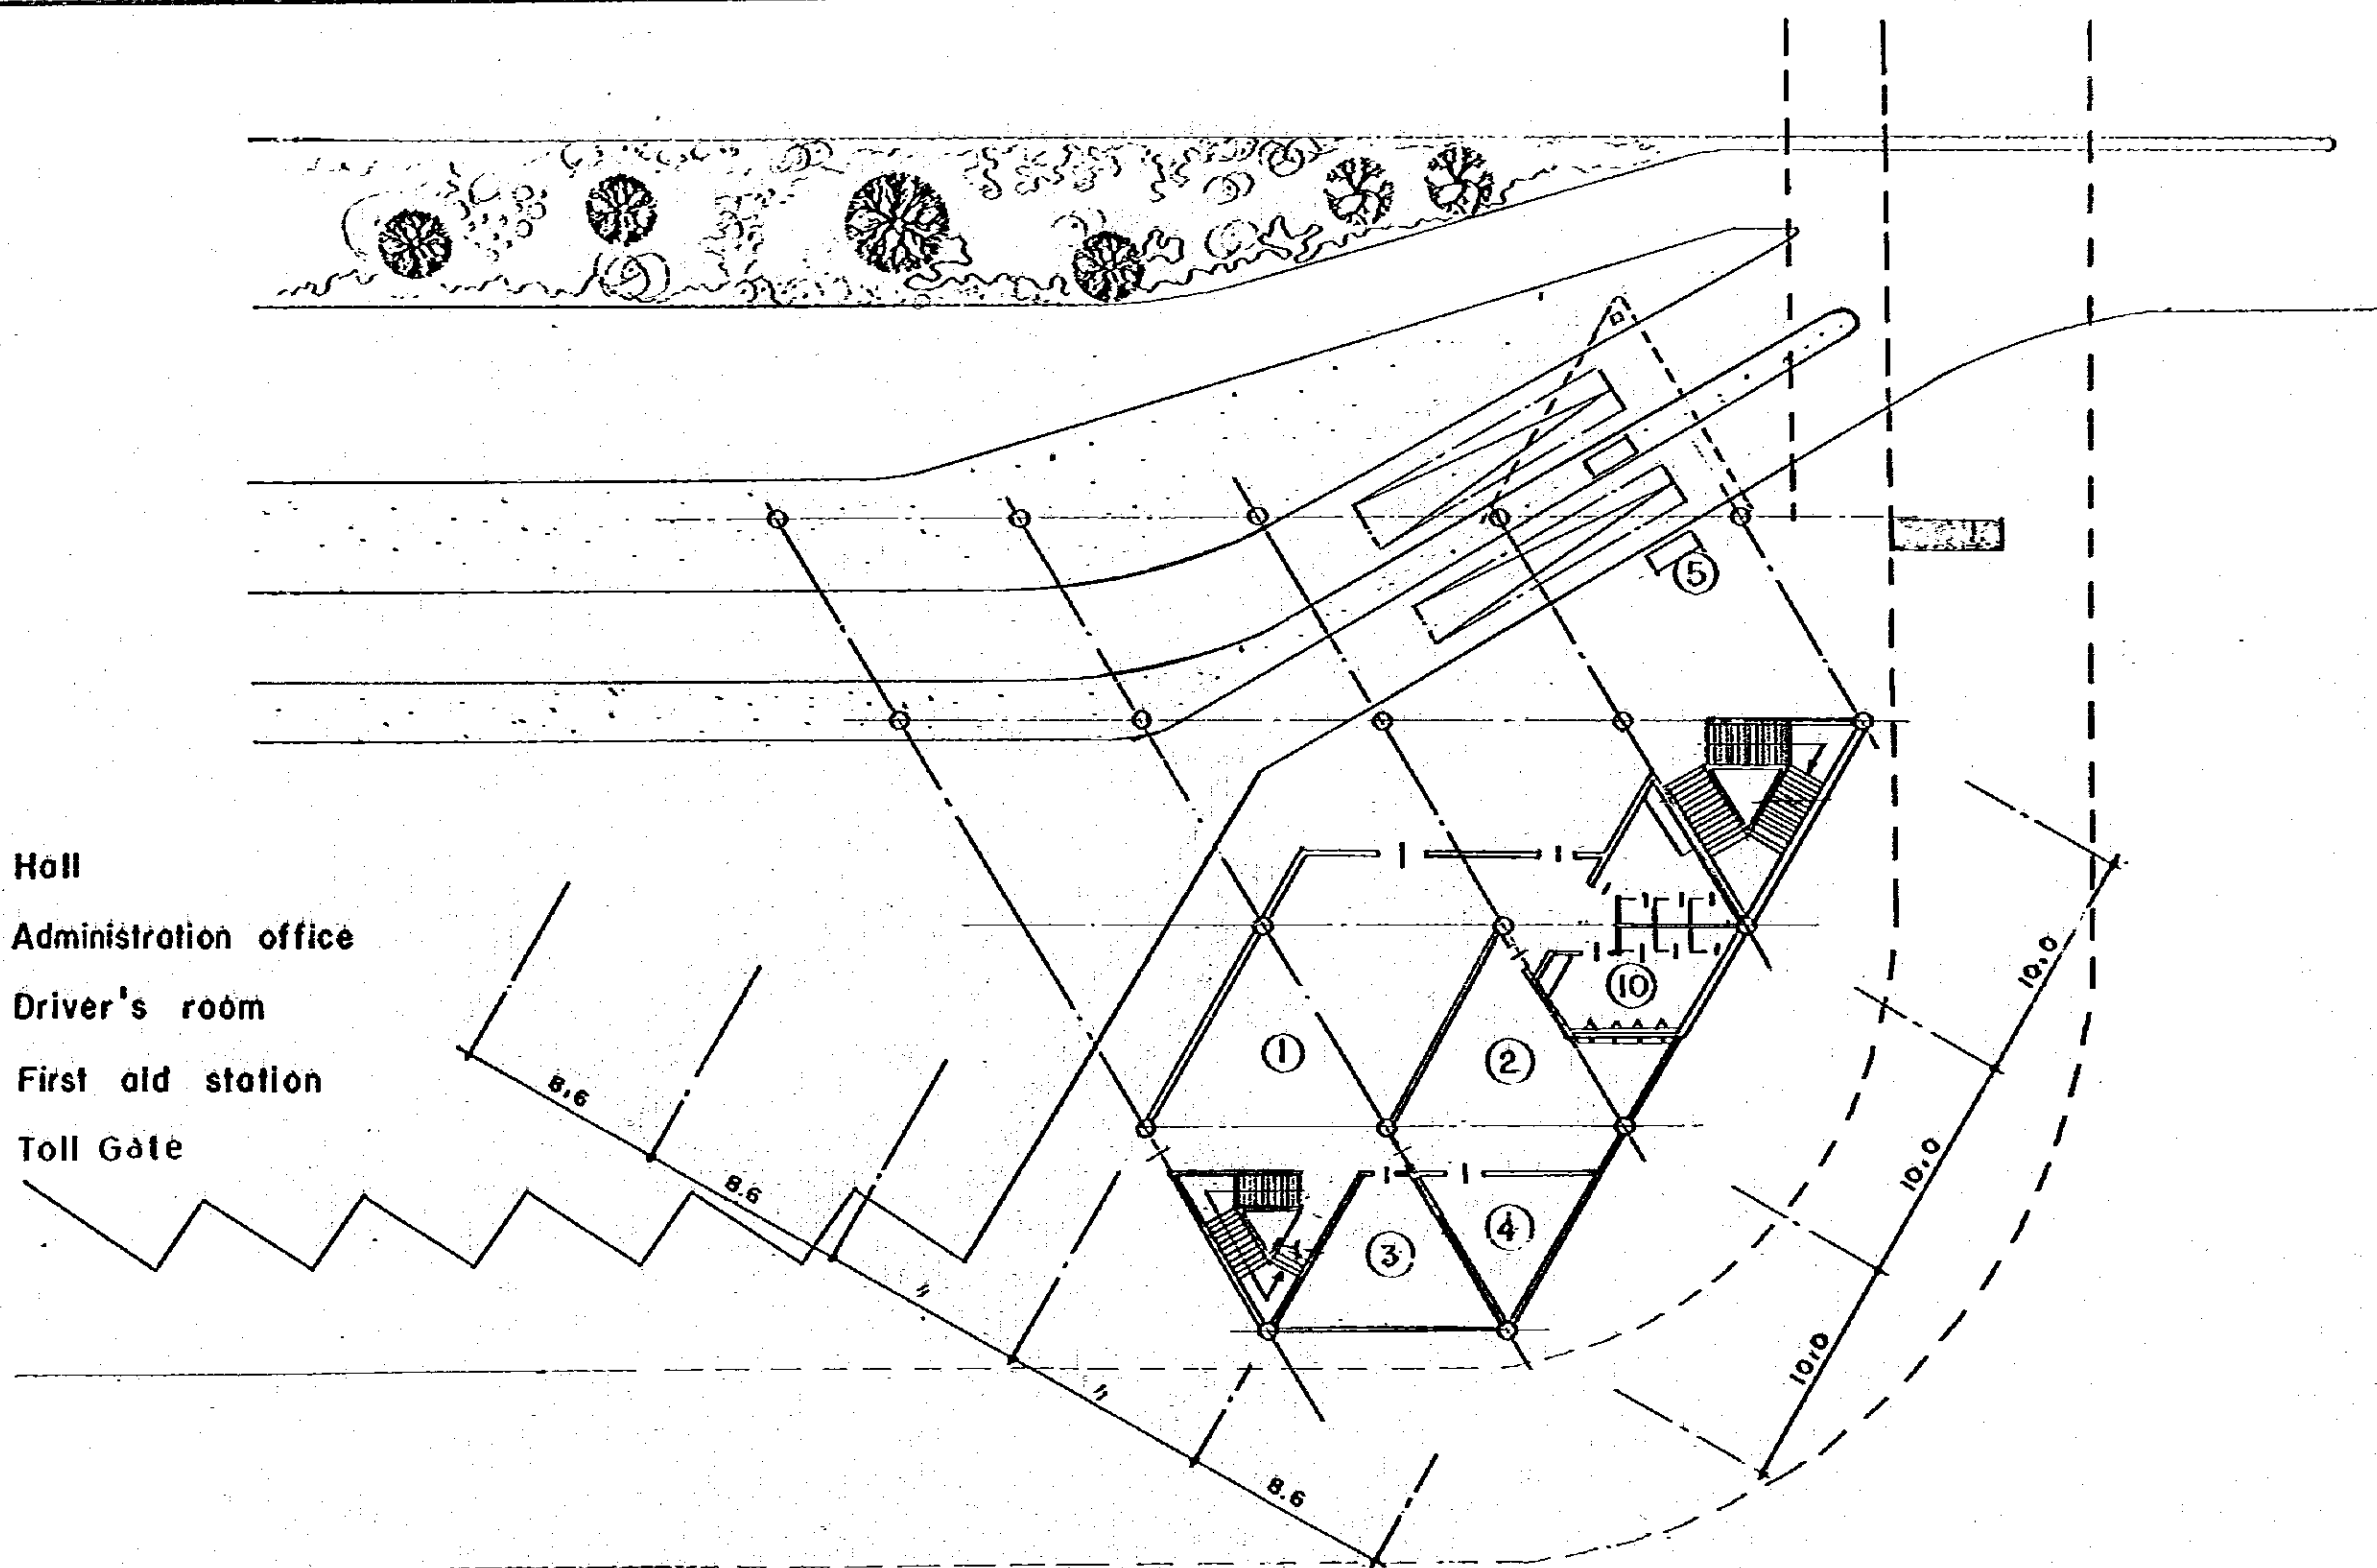 5
Hall
Administration office
Driver's room
First aid station
Toll Gate
10
1
2
3
4
8.6
8.6
"
"
8.6
10.0
10.0
10.0